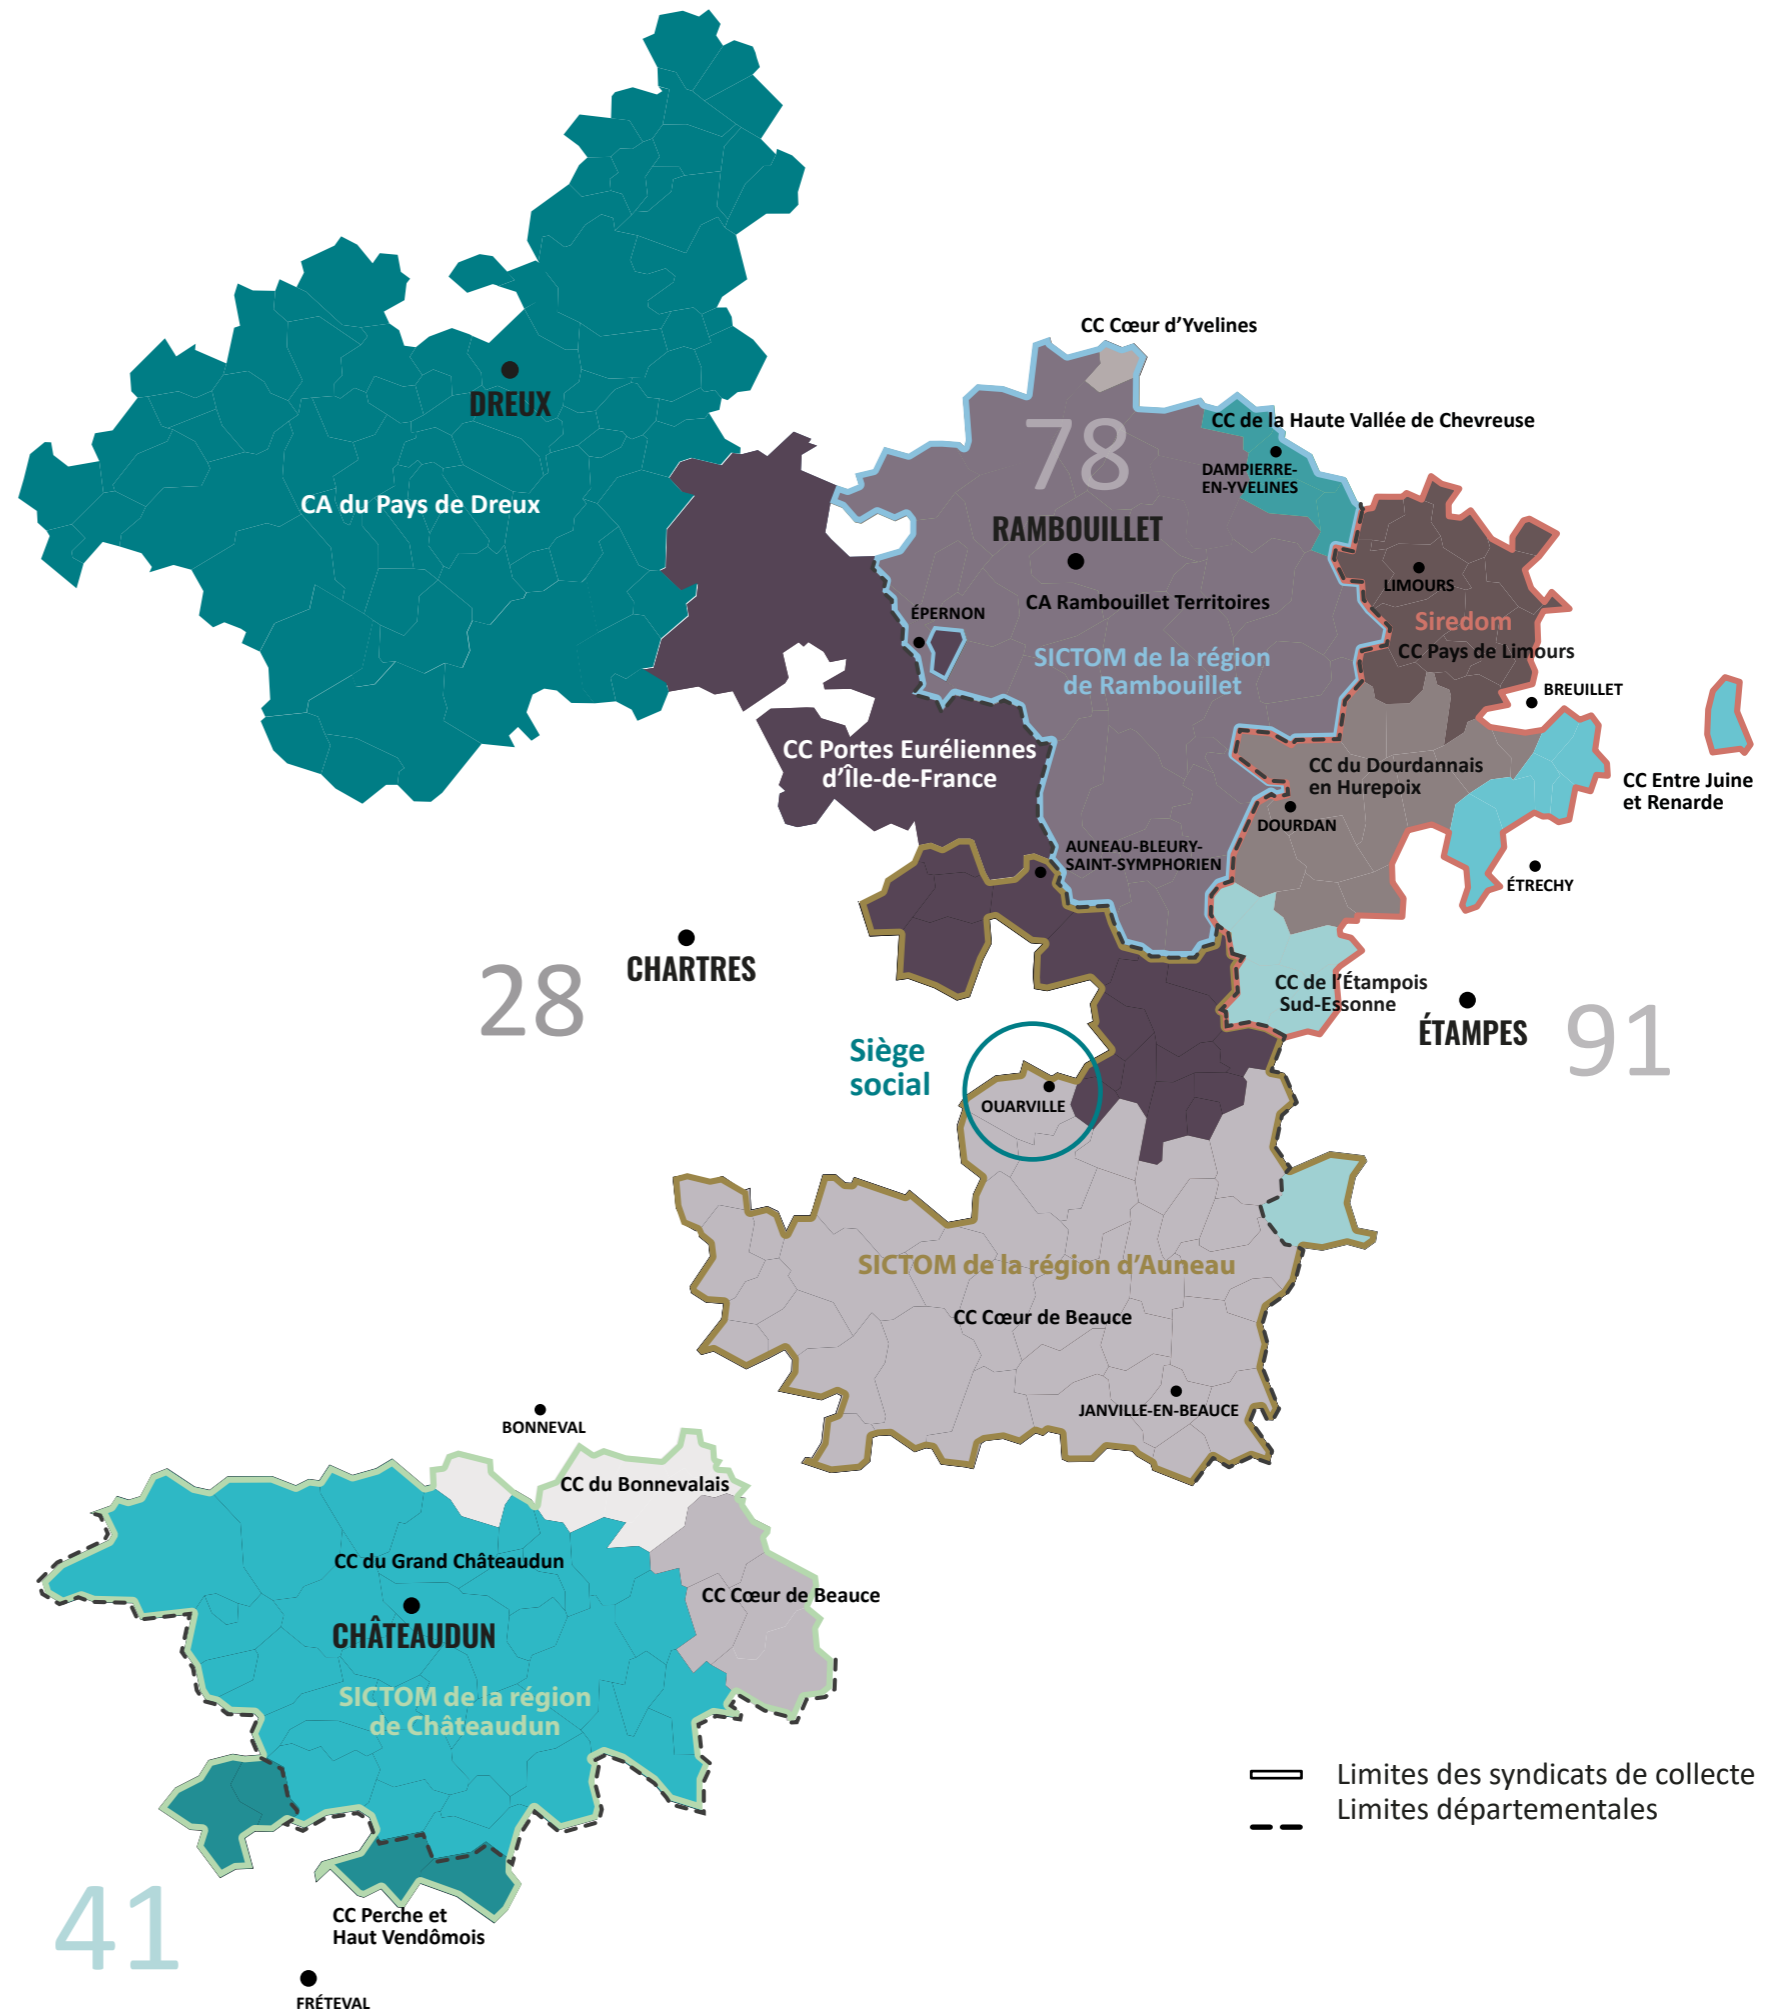 CC Cœur d'Yvelines
DREUX
CC de la Haute Vallée de Chevreuse
78
DAMPIERRE-
EN-YVELINES
CA du Pays de Dreux
RAMBOUILLET
LIMOURS
CA Rambouillet Territoires
ÉPERNON
Siredom
CC Pays de Limours
SICTOM de la région
de Rambouillet
BREUILLET
CC Portes Euréliennes
d'Île-de-France
CC du Dourdannais
en Hurepoix
CC Entre Juine
et Renarde
DOURDAN
AUNEAU-BLEURY-
SAINT-SYMPHORIEN
ÉTRECHY
CHARTRES
28
CC de l'Étampois
Sud-Essonne
ÉTAMPES
91
Siège
social
OUARVILLE
SICTOM de la région d'Auneau
CC Cœur de Beauce
JANVILLE-EN-BEAUCE
BONNEVAL
CC du Bonnevalais
CC du Grand Châteaudun
CC Cœur de Beauce
CHÂTEAUDUN
SICTOM de la région
de Châteaudun
Limites des syndicats de collecte
Limites départementales
41
CC Perche et
Haut Vendômois
FRÉTEVAL